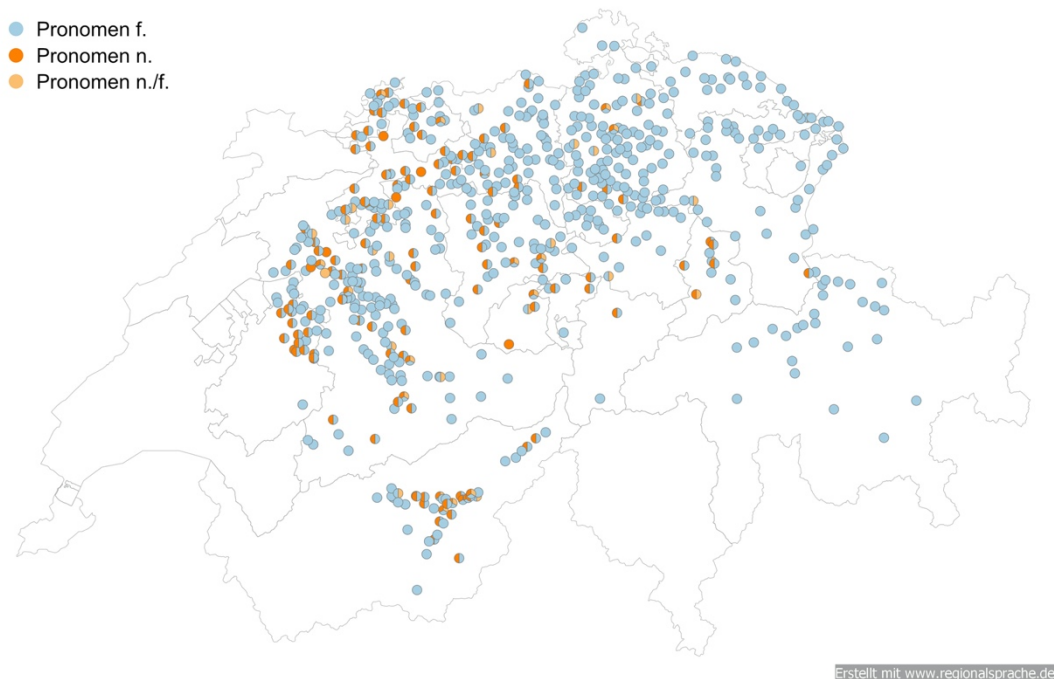 Pronomen f.
Pronomen n.
Pronomen n./f.
Erstellt mit www.regionalsprache.de